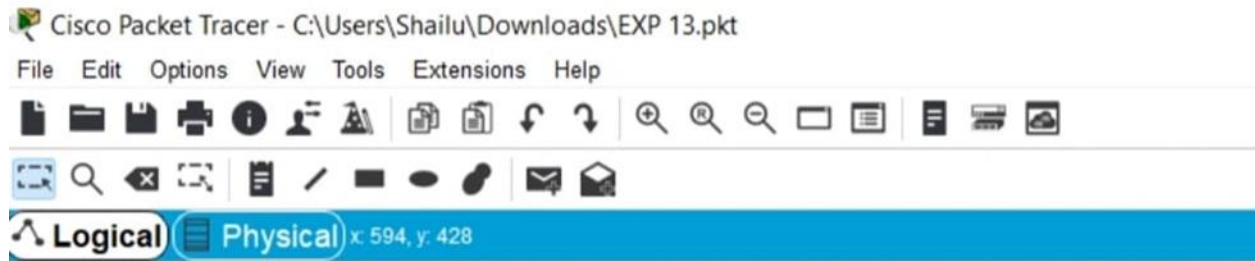 Cisco Packet Tracer - C:\Users\Shailu\Downloads\EXP 13.pkt
File Edit Options View Tools Extensions Help
Logical Physical x: 594, y: 428